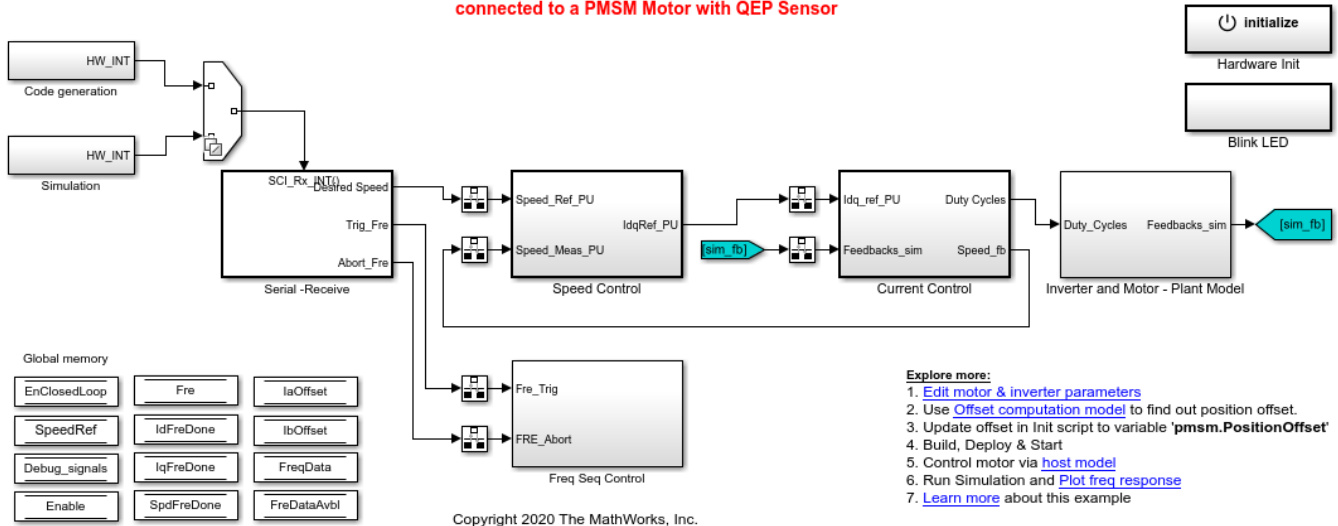 connected to a PMSM Motor with QEP Sensor
initialize
Hardware Init
Blink LED
HW_INT
Code generation
HW_INT
Simulation
SCI_Rx_INT()
Desired Speed
Trig_Fre
Abort_Fre
Serial -Receive
Speed_Ref_PU
IdqRef_PU
Speed_Meas_PU
Speed Control
[sim_fb]
Idq_ref_PU
Duty Cycles
Feedbacks_sim
Speed_fb
Current Control
Duty_Cycles
Feedbacks_sim
Inverter and Motor - Plant Model
[sim_fb]
Fre_Trig
FRE_Abort
Freq Seq Control
Global memory
EnClosedLoop
Fre
IaOffset
SpeedRef
IdFreDone
IbOffset
Debug_signals
IqFreDone
FreqData
Enable
SpdFreDone
FreDataAvbl
Explore more:
1. Edit motor & inverter parameters
2. Use Offset computation model to find out position offset.
3. Update offset in Init script to variable 'pmsm.PositionOffset'
4. Build, Deploy & Start
5. Control motor via host model
6. Run Simulation and Plot freq response
7. Learn more about this example
Copyright 2020 The MathWorks, Inc.